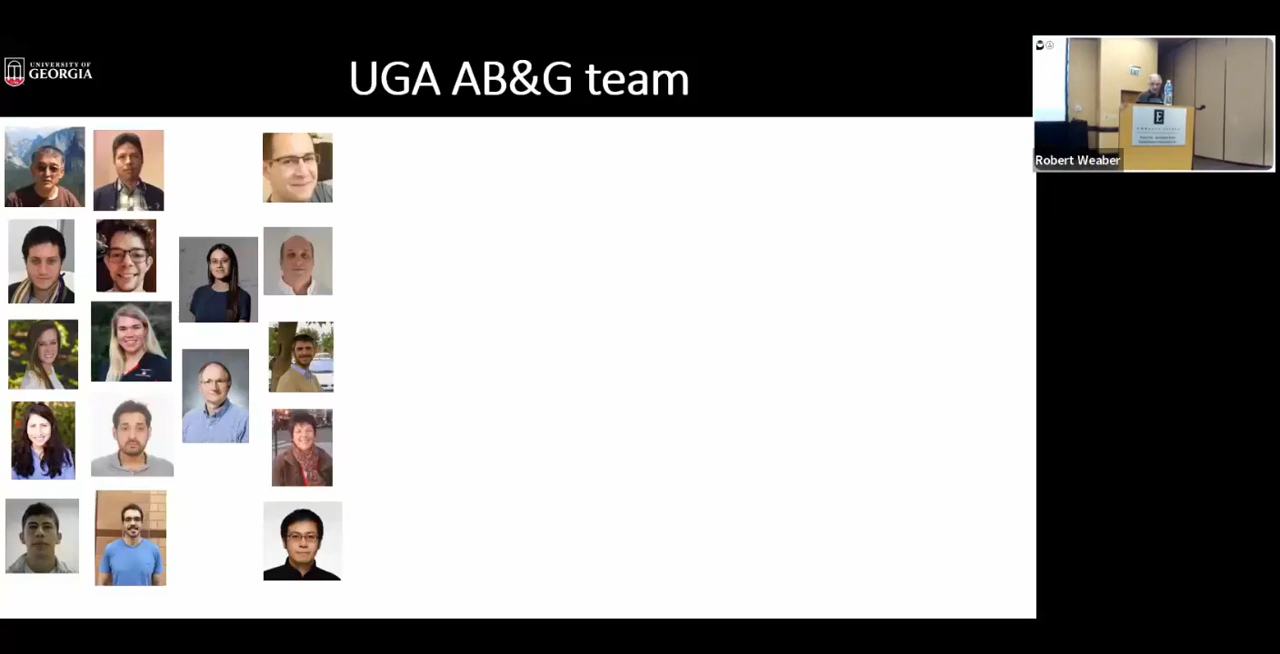 UNIVERSITY OF
GEORGIA
UGA AB&G team
E
Robert Weaber